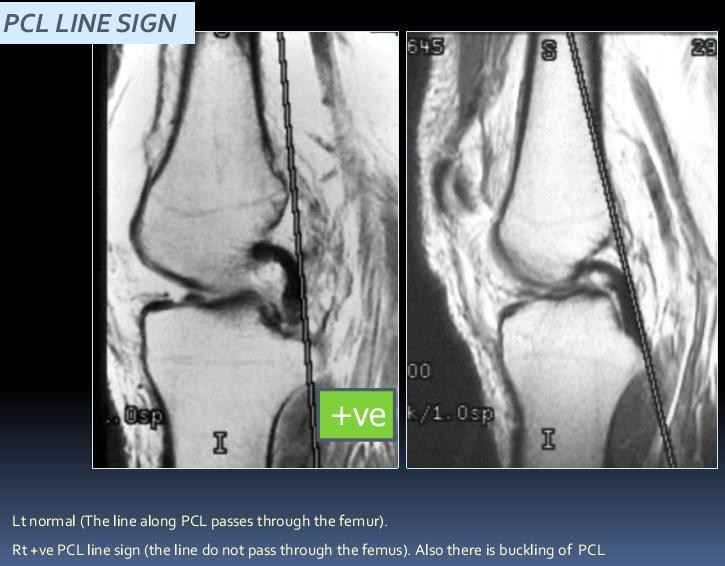 PCL LINE SIGN
645
S
29
+ve
.0sp
I
00
k/1.0sp
I
Lt normal (The line along PCL passes through the femur).
Rt +ve PCL line sign (the line do not pass through the femus). Also there is buckling of PCL